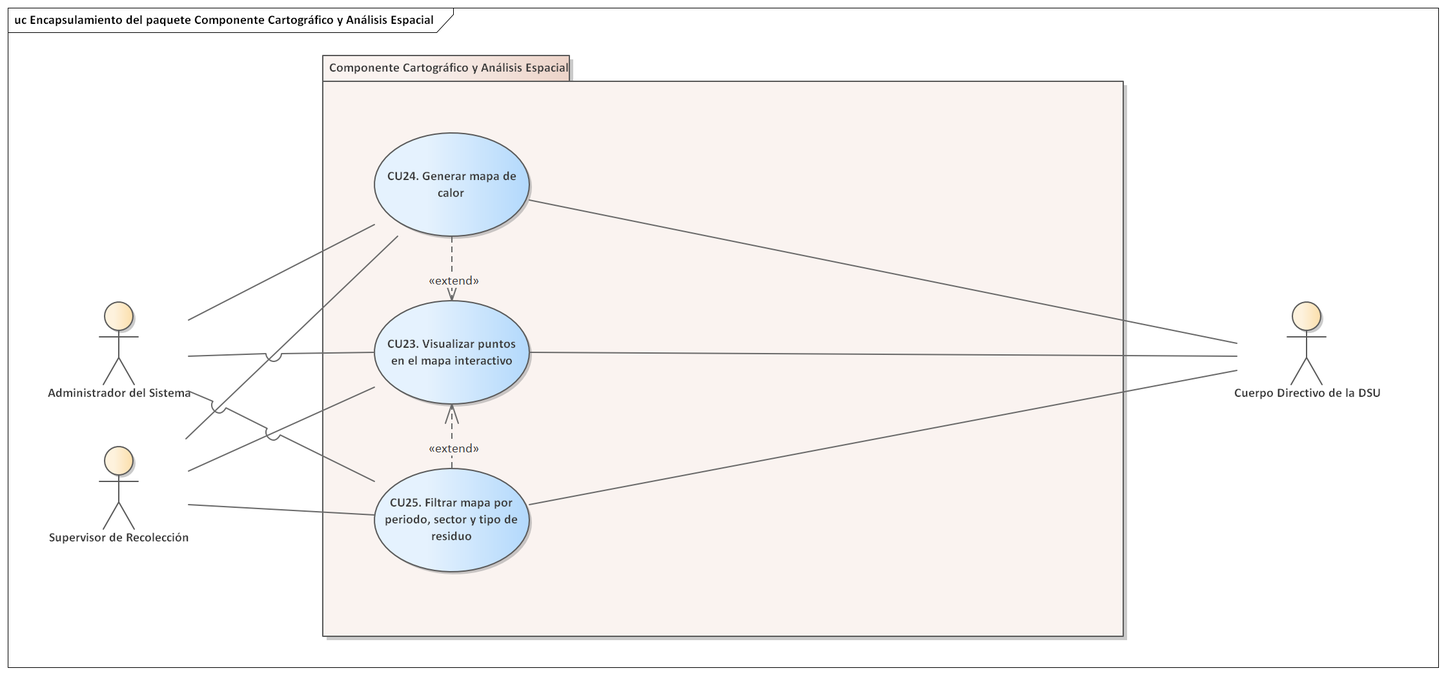 uc Encapsulamiento del paquete Componente Cartográfico y Análisis Espacial
Componente Cartográfico y Análisis Espacial
CU24. Generar mapa de
calor
«extend»
CU23. Visualizar puntos
en el mapa interactivo
Administrador del Sistema
Cuerpo Directivo de la DSU
«extend»
CU25. Filtrar mapa por
periodo, sector y tipo de
residuo
Supervisor de Recolección